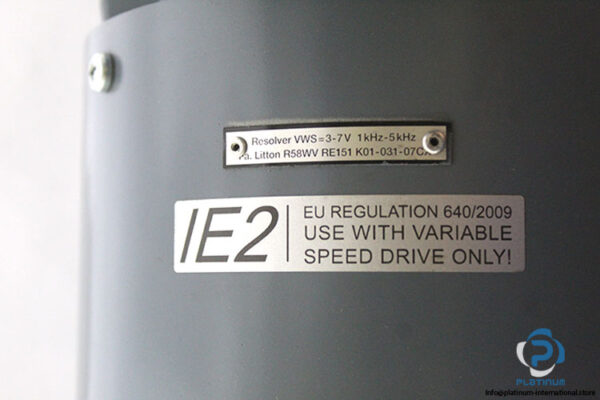 Resolver VWS≈3-7V 1kHz-5kHz
Litton R58WV RE151 K01-031-07
IE2
EU REGULATION 640/2009
USE WITH VARIABLE
SPEED DRIVE ONLY!
PLATINUM
Info@platinum-international.store